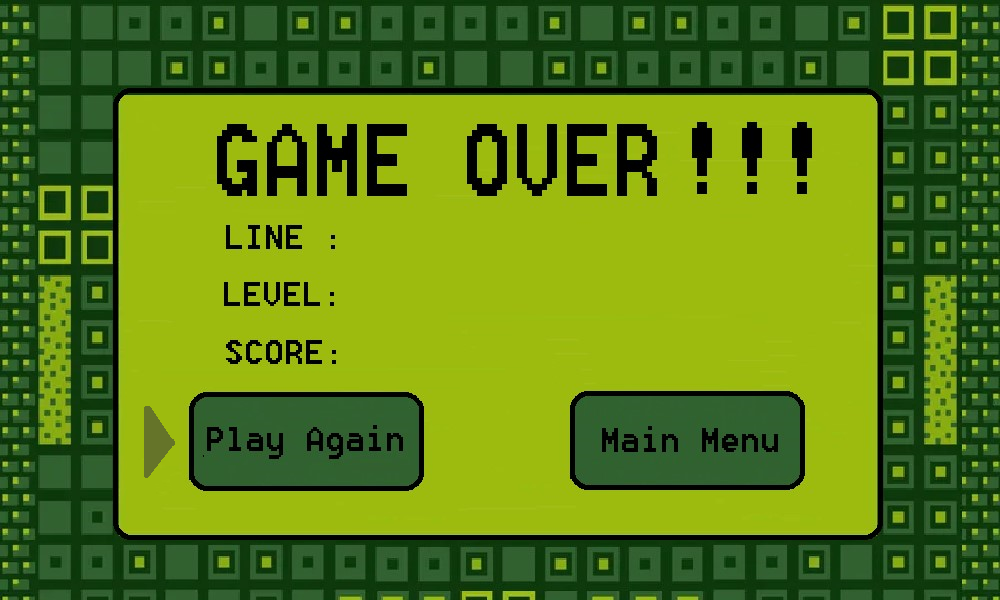 GAME OVER!!!
LINE :
LEVEL:
SCORE:
Play Again
Main Menu